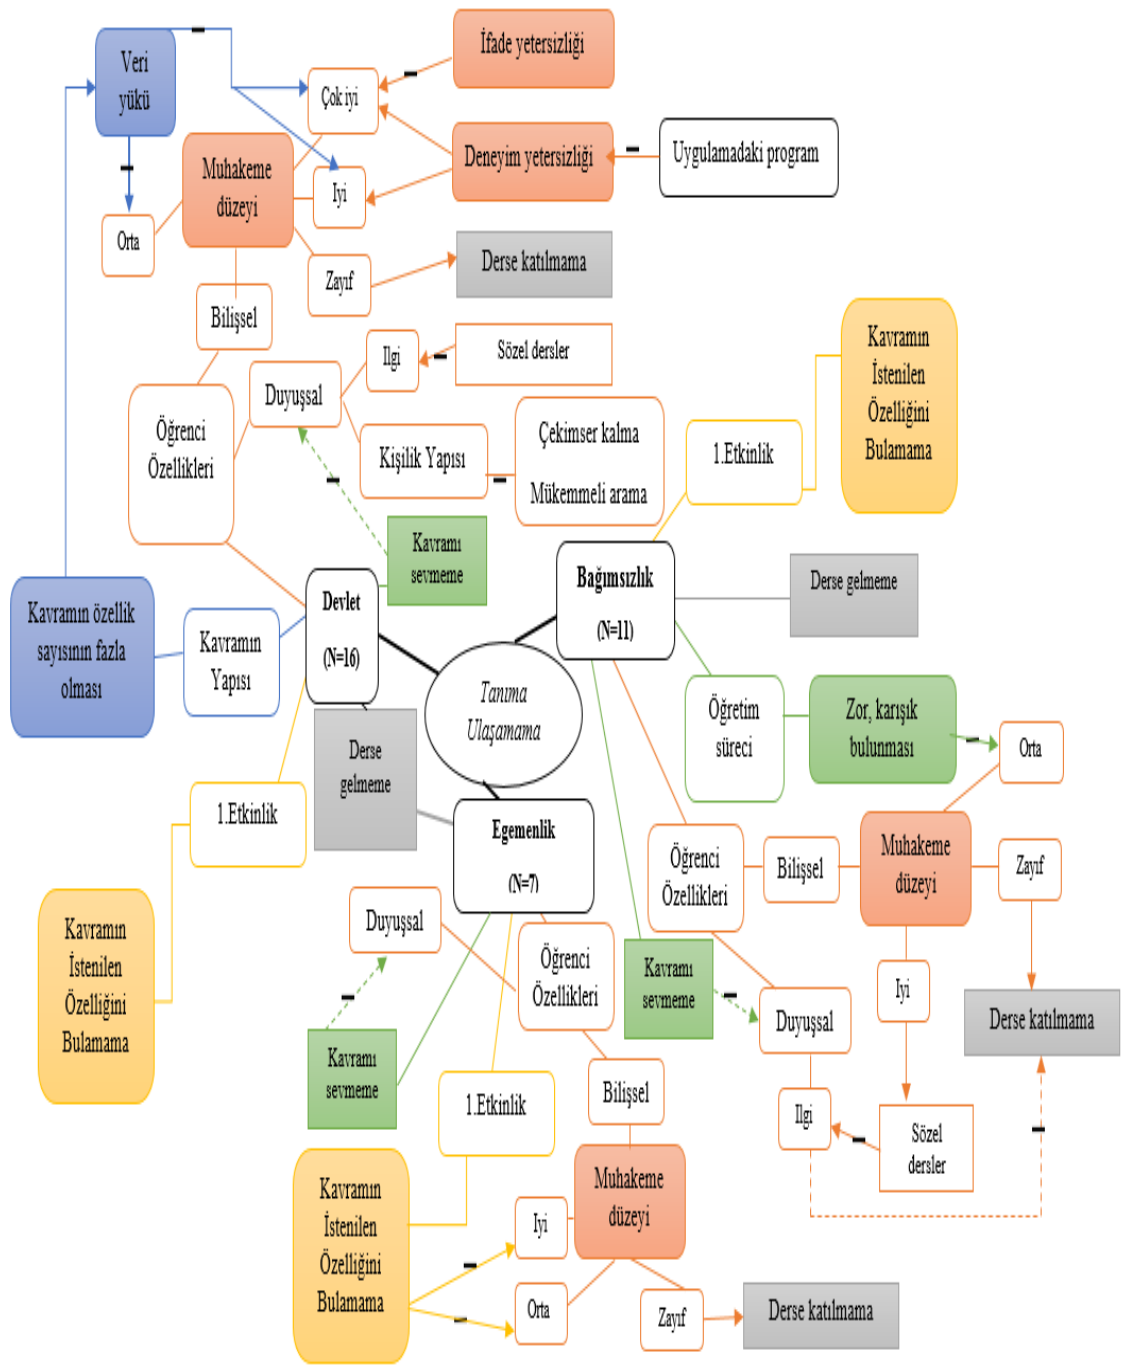 İfade yetersizliği
Veri
yükü
Çok iyi
Deneyim yetersizliği
Uygulamadaki program
Muhakeme
düzeyi
Iyi
Orta
Zayıf
Derse katılmama
Bilişsel
Ilgi
Sözel dersler
Duyuşsal
Kavramın
İstenilen
Özelliğini
Bulamama
Öğrenci
Özellikleri
Kişilik Yapısı
Çekimser kalma
Mükemmeli arama
1.Etkinlik
Kavramı
sevmeme
Bağımsızlık
(N=11)
Derse gelmeme
Devlet
(N=16)
Kavramın özellik
sayısının fazla
olması
Kavramın
Yapısı
Tanıma
Ulaşamama
Öğretim
süreci
Zor, karışık
bulunması
Orta
Derse
gelmeme
1.Etkinlik
Egemenlik
(N=7)
Öğrenci
Özellikleri
Bilişsel
Muhakeme
düzeyi
Zayıf
Kavramın
İstenilen
Özelliğini
Bulamama
Duyuşsal
Öğrenci
Özellikleri
Kavramı
sevmeme
Iyi
Derse katılmama
Duyuşsal
Kavramı
sevmeme
1.Etkinlik
Bilişsel
Ilgi
Sözel
dersler
Kavramın
İstenilen
Özelliğini
Bulamama
Muhakeme
düzeyi
Iyi
Orta
Zayıf
Derse katılmama